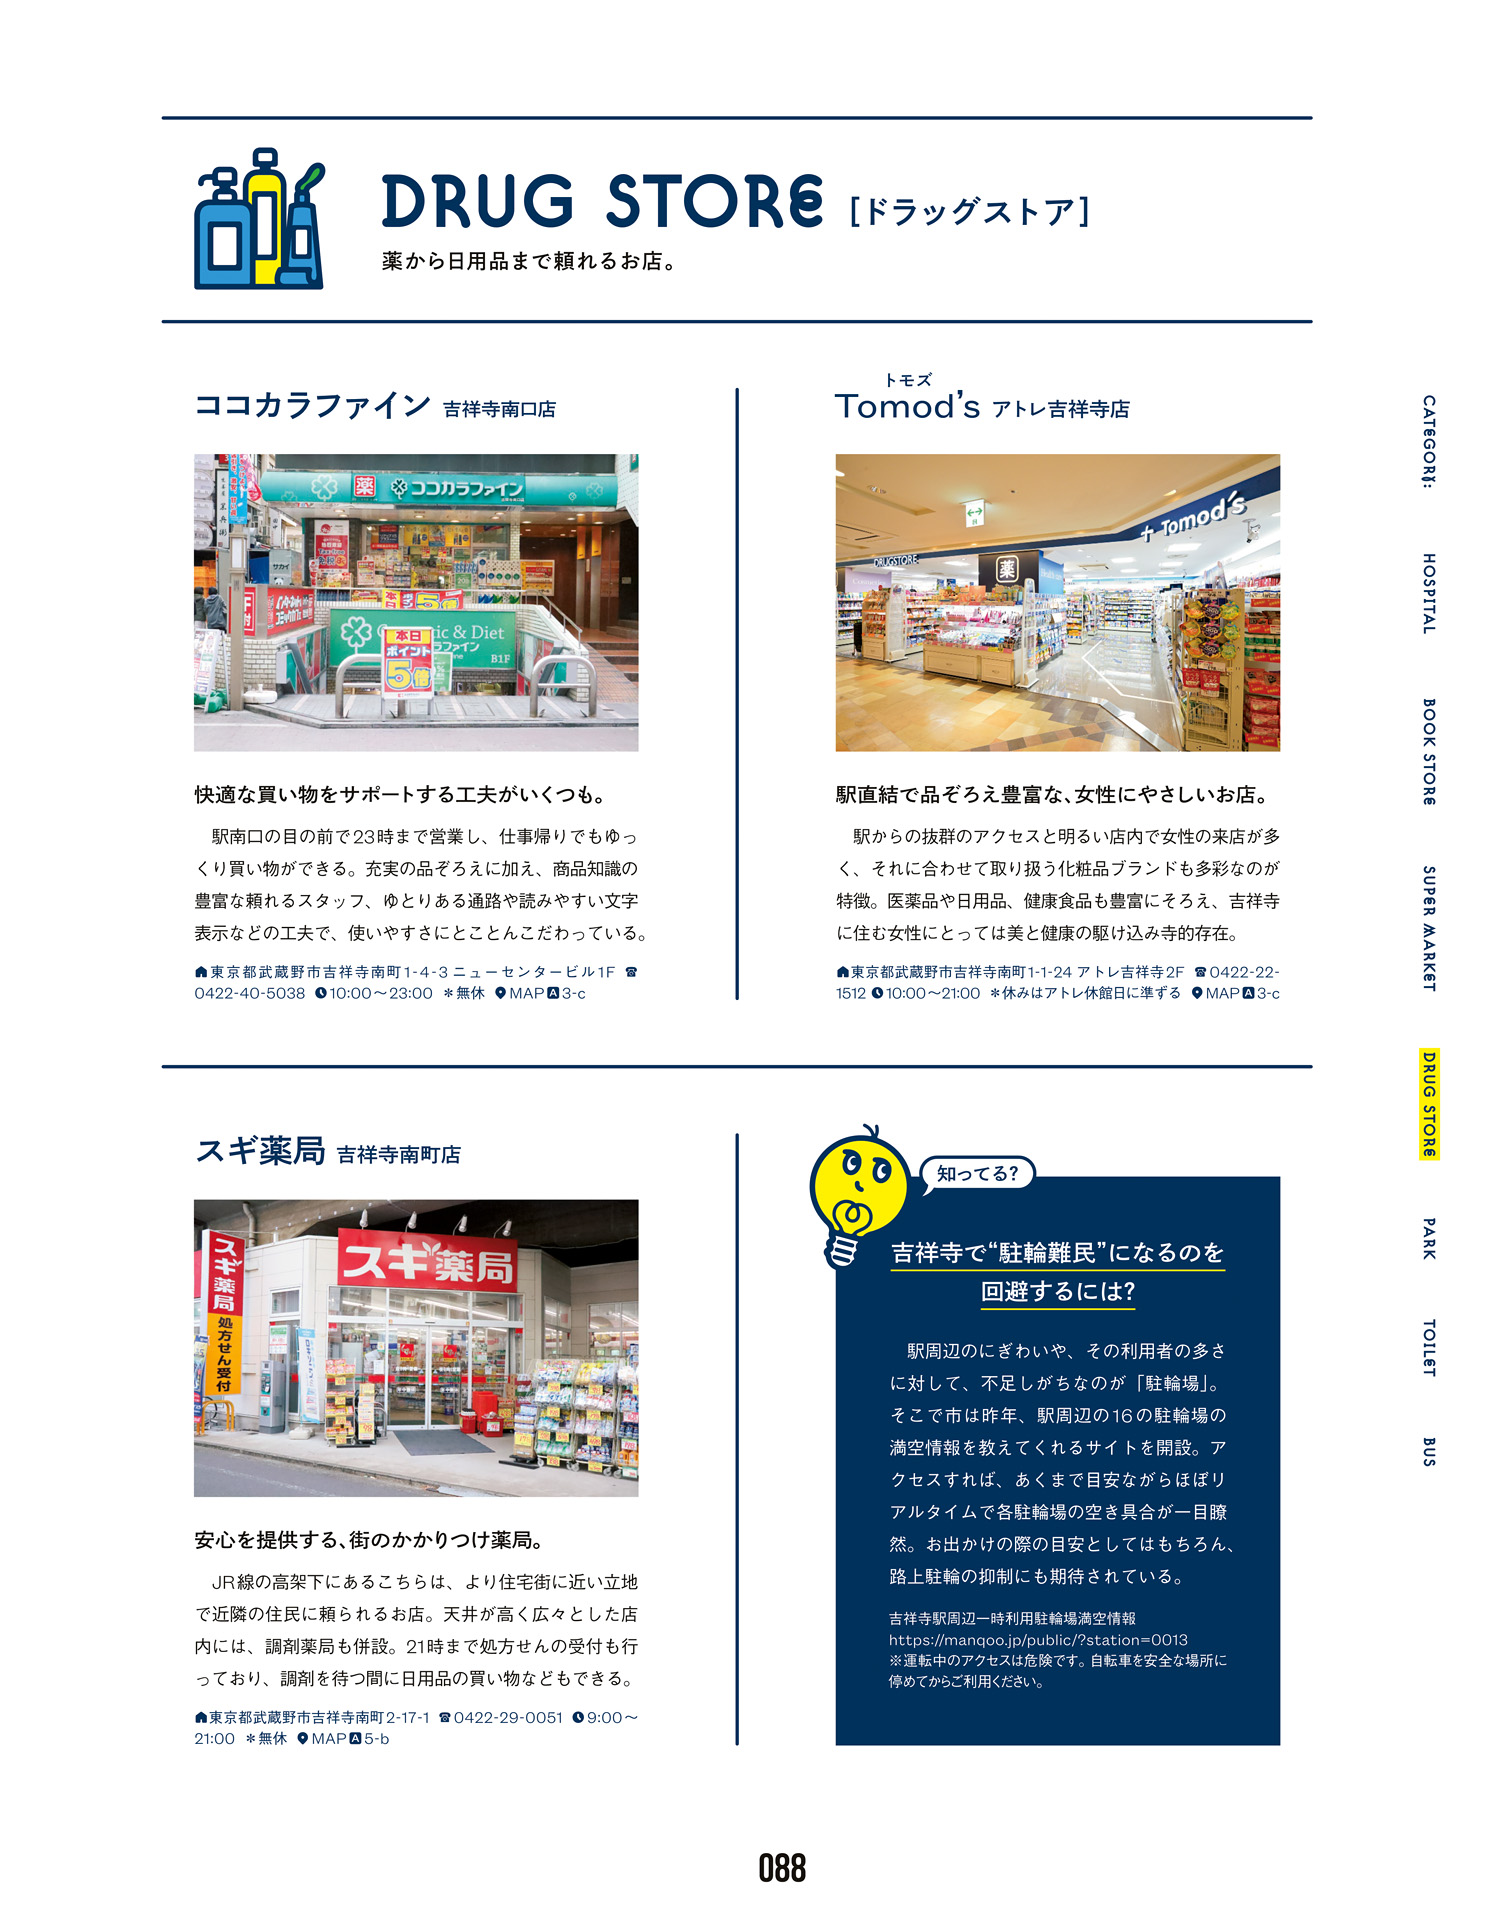 DRUG STORE [ドラッグストア]
薬から日用品まで頼れるお店。
ココカラファイン 吉祥寺南口店
薬 ココカラファイン
サカイ
本日
ポイント
5倍
& Diet
ラファイン
B1F
快適な買い物をサポートする工夫がいくつも。
駅南口の目の前で23時まで営業し、仕事帰りでもゆっ
くり買い物ができる。充実の品ぞろえに加え、商品知識の
豊富な頼れるスタッフ、ゆとりある通路や読みやすい文字
表示などの工夫で、使いやすさにとことんこだわっている。
東京都武蔵野市吉祥寺南町1-4-3 ニューセンタービル1F ☎
0422-40-5038 10:00〜23:00 ＊無休 MAP A 3-c
トモズ
Tomod's アトレ吉祥寺店
+ Tomod's
DRUGSTORE
薬
駅直結で品ぞろえ豊富な、女性にやさしいお店。
駅からの抜群のアクセスと明るい店内で女性の来店が多
く、それに合わせて取り扱う化粧品ブランドも多彩なのが
特徴。医薬品や日用品、健康食品も豊富にそろえ、吉祥寺
に住む女性にとっては美と健康の駆け込み寺的存在。
東京都武蔵野市吉祥寺南町1-1-24 アトレ吉祥寺2F ☎0422-22-
1512 10:00〜21:00 ＊休みはアトレ休館日に準ずる MAP A 3-c
スギ薬局 吉祥寺南町店
スギ薬局
スギ薬局
処方せん受付
安心を提供する、街のかかりつけ薬局。
JR線の高架下にあるこちらは、より住宅街に近い立地
で近隣の住民に頼られるお店。天井が高く広々とした店
内には、調剤薬局も併設。21時まで処方せんの受付も行
っており、調剤を待つ間に日用品の買い物などもできる。
東京都武蔵野市吉祥寺南町2-17-1 ☎0422-29-0051 9:00〜
21:00 ＊無休 MAP A 5-b
知ってる?
吉祥寺で“駐輪難民”になるのを
回避するには?
駅周辺のにぎわいや、その利用者の多さ
に対して、不足しがちなのが「駐輪場」。
そこで市は昨年、駅周辺の16の駐輪場の
満空情報を教えてくれるサイトを開設。ア
クセスすれば、あくまで目安ながらほぼリ
アルタイムで各駐輪場の空き具合が一目瞭
然。お出かけの際の目安としてはもちろん、
路上駐輪の抑制にも期待されている。
吉祥寺駅周辺一時利用駐輪場満空情報
https://manqoo.jp/public/?station=0013
※運転中のアクセスは危険です。自転車を安全な場所に
停めてからご利用ください。
CATEGORY:
HOSPITAL
BOOK STORE
SUPER MARKET
DRUG STORE
PARK
TOILET
BUS
088